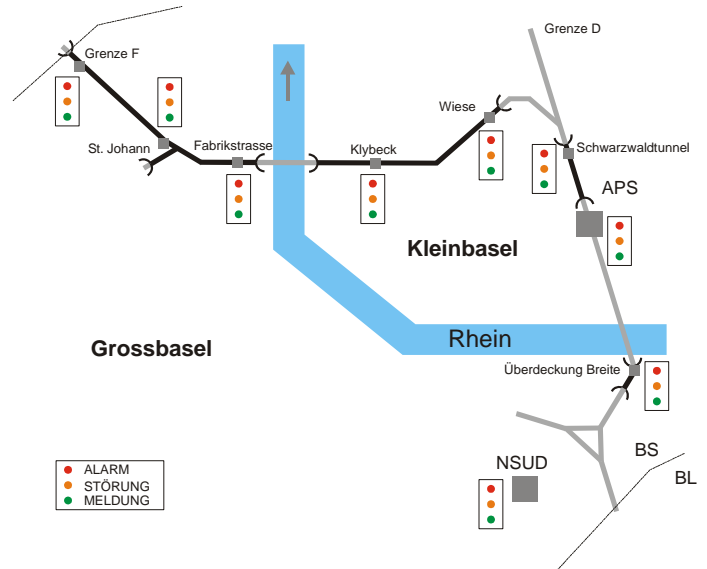 Grenze F
Grenze D
Wiese
St. Johann
Fabrikstrasse
Klybeck
Schwarzwaldtunnel
APS
Kleinbasel
Rhein
Grossbasel
Überdeckung Breite
BS
NSUD
BL
ALARM
STÖRUNG
MELDUNG